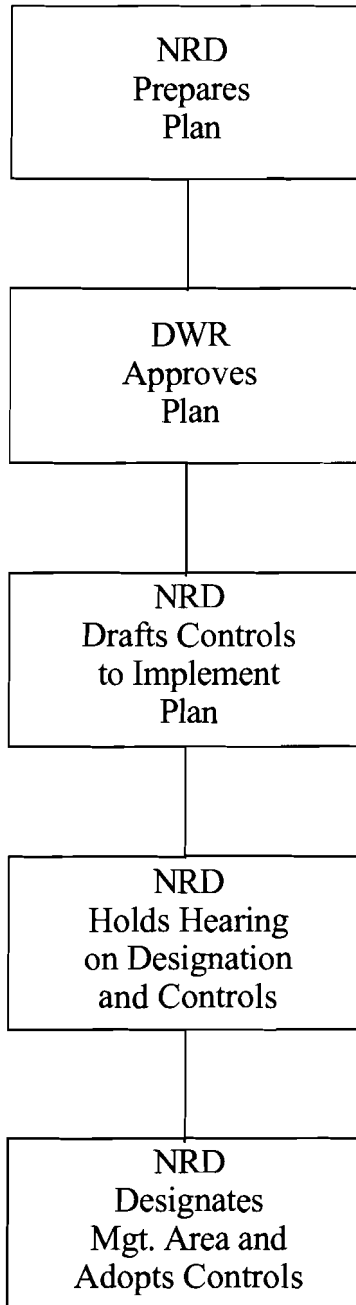 NRD
Prepares
Plan
DWR
Approves
Plan
NRD
Drafts Controls
to Implement
Plan
NRD
Holds Hearing
on Designation
and Controls
NRD
Designates
Mgt. Area and
Adopts Controls